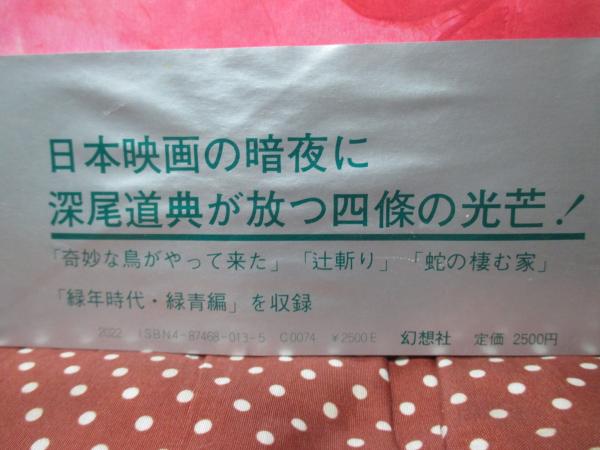 日本映画の暗夜に
深尾道典が放つ四條の光芒!
「奇妙な鳥がやって来た」「辻斬り」「蛇の棲む家」
「緑年時代・緑青編」を収録
2022 ISBN4-87468-013-5 C0074 ¥2500E 幻想社 定価 2500円